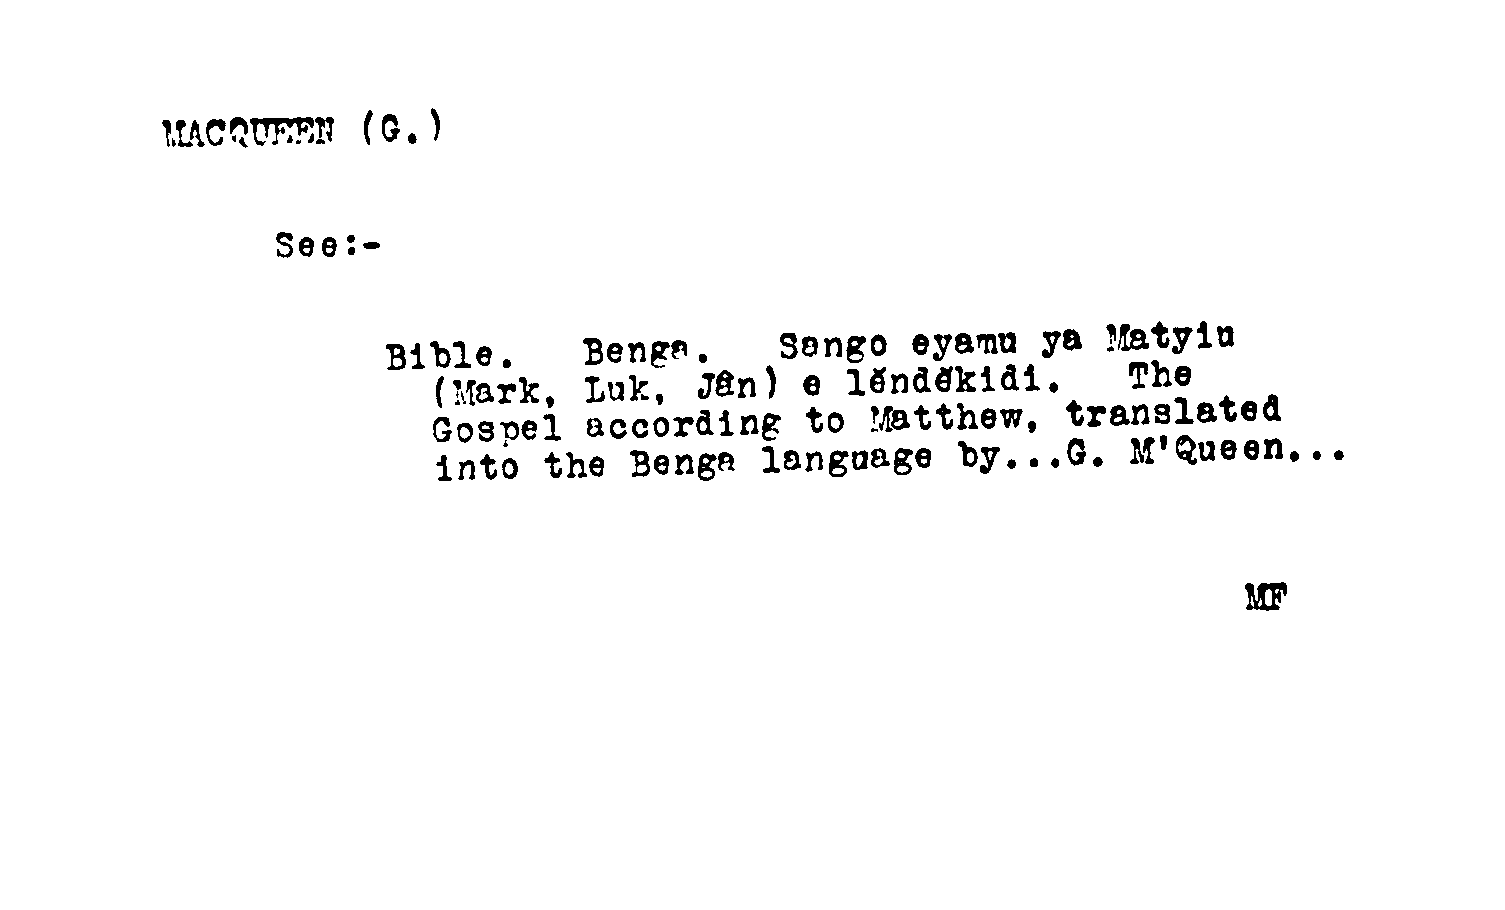 MACQUEEN (G.)
See:-
Bible. Benga. Sango eyamu ya Matyiu
(Mark, Luk, Jân) e lĕndĕkidi. The
Gospel according to Matthew, translated
into the Benga language by...G. M'Queen...
MF